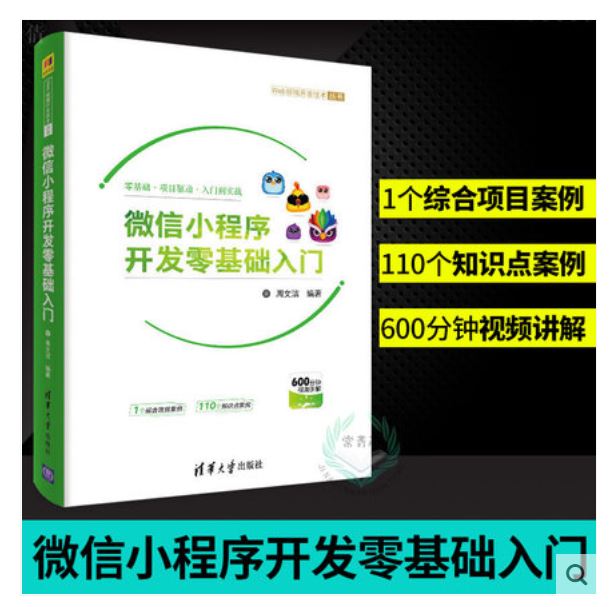 Web前端开发技术丛书
零基础·项目驱动·入门到实战
微信小程序
开发零基础入门
周文洁 编著
600分钟
视频讲解
1个综合项目案例
110个知识点案例
清华大学出版社
微信小程序开发零基础入门
周文洁 编著
清华大学出版社
1个综合项目案例
110个知识点案例
600分钟视频讲解
微信小程序开发零基础入门